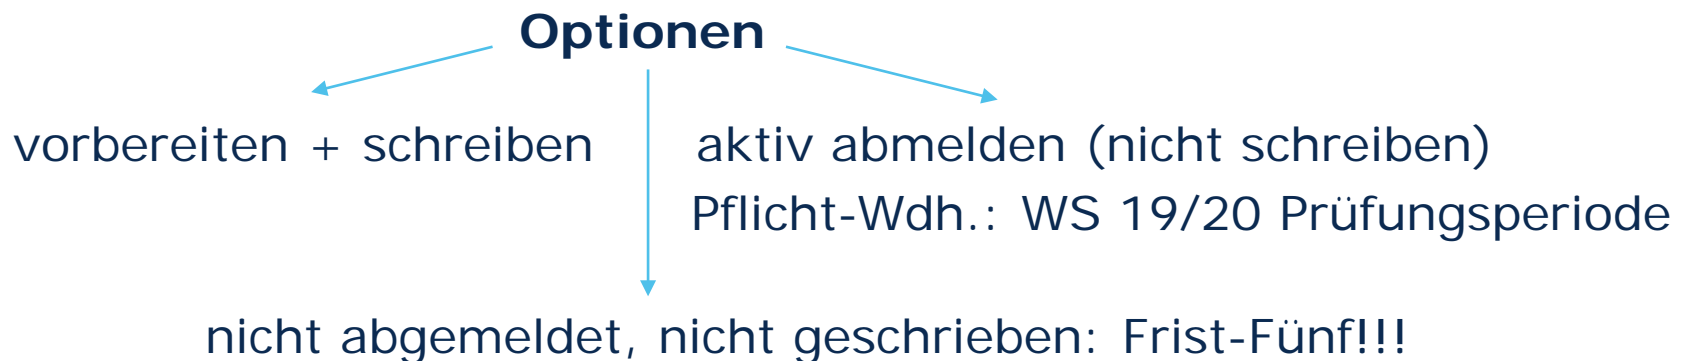 Optionen
vorbereiten + schreiben
aktiv abmelden (nicht schreiben)
Pflicht-Wdh.: WS 19/20 Prüfungsperiode
nicht abgemeldet, nicht geschrieben: Frist-Fünf!!!